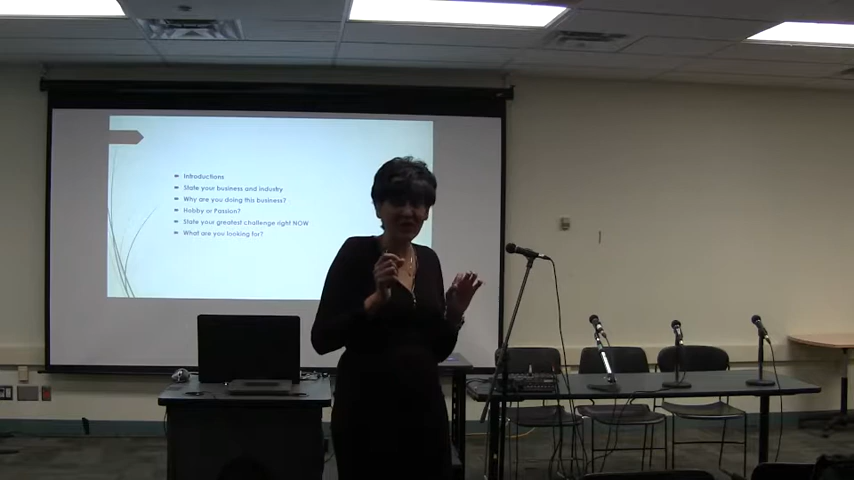 Introductions
State your business and industry
Why are you doing this business?
Hobby or Passion?
State your greatest challenge right NOW
What are you looking for?